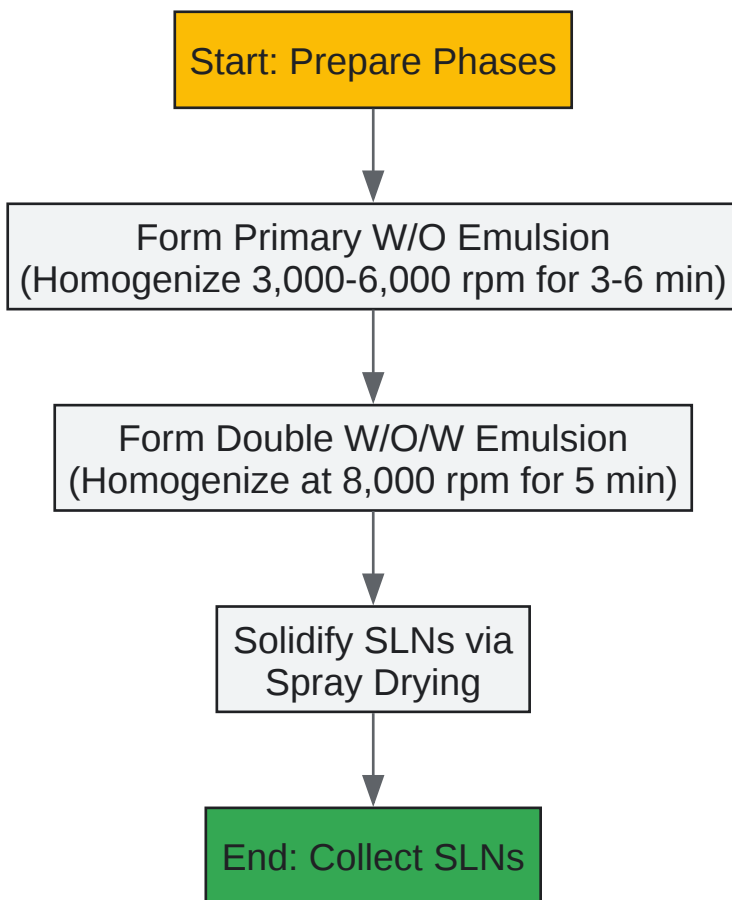 Start: Prepare Phases
Form Primary W/O Emulsion
(Homogenize 3,000-6,000 rpm for 3-6 min)
Form Double W/O/W Emulsion
(Homogenize at 8,000 rpm for 5 min)
Solidify SLNs via
Spray Drying
End: Collect SLNs